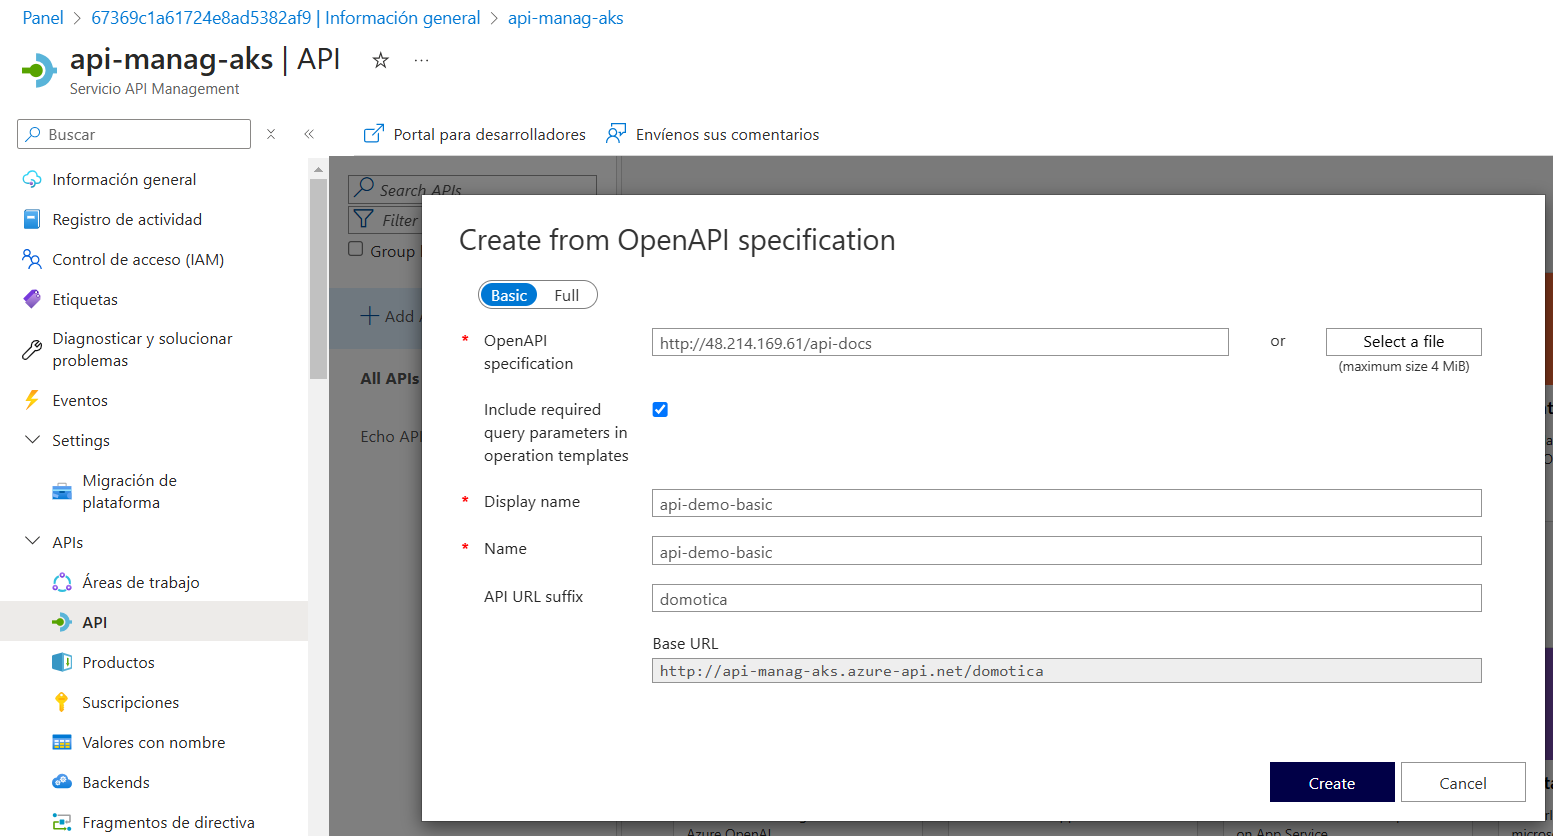 Panel > 67369c1a61724e8ad5382af9 | Información general > api-manag-aks
api-manag-aks | API
Servicio API Management
Buscar
Portal para desarrolladores
Envíenos sus comentarios
Información general
Registro de actividad
Control de acceso (IAM)
Etiquetas
Diagnosticar y solucionar
problemas
Eventos
Settings
Migración de
plataforma
APIs
Áreas de trabajo
API
Productos
Suscripciones
Valores con nombre
Backends
Fragmentos de directiva
Search APIs
Filter
Group
Add
All APIs
Echo API
Create from OpenAPI specification
Basic Full
* OpenAPI
specification
http://48.214.169.61/api-docs
or
Select a file
(maximum size 4 MiB)
Include required
query parameters in
operation templates
* Display name
api-demo-basic
* Name
api-demo-basic
API URL suffix
domotica
Base URL
http://api-manag-aks.azure-api.net/domotica
Create
Cancel
Azure OpenAI
on App Service